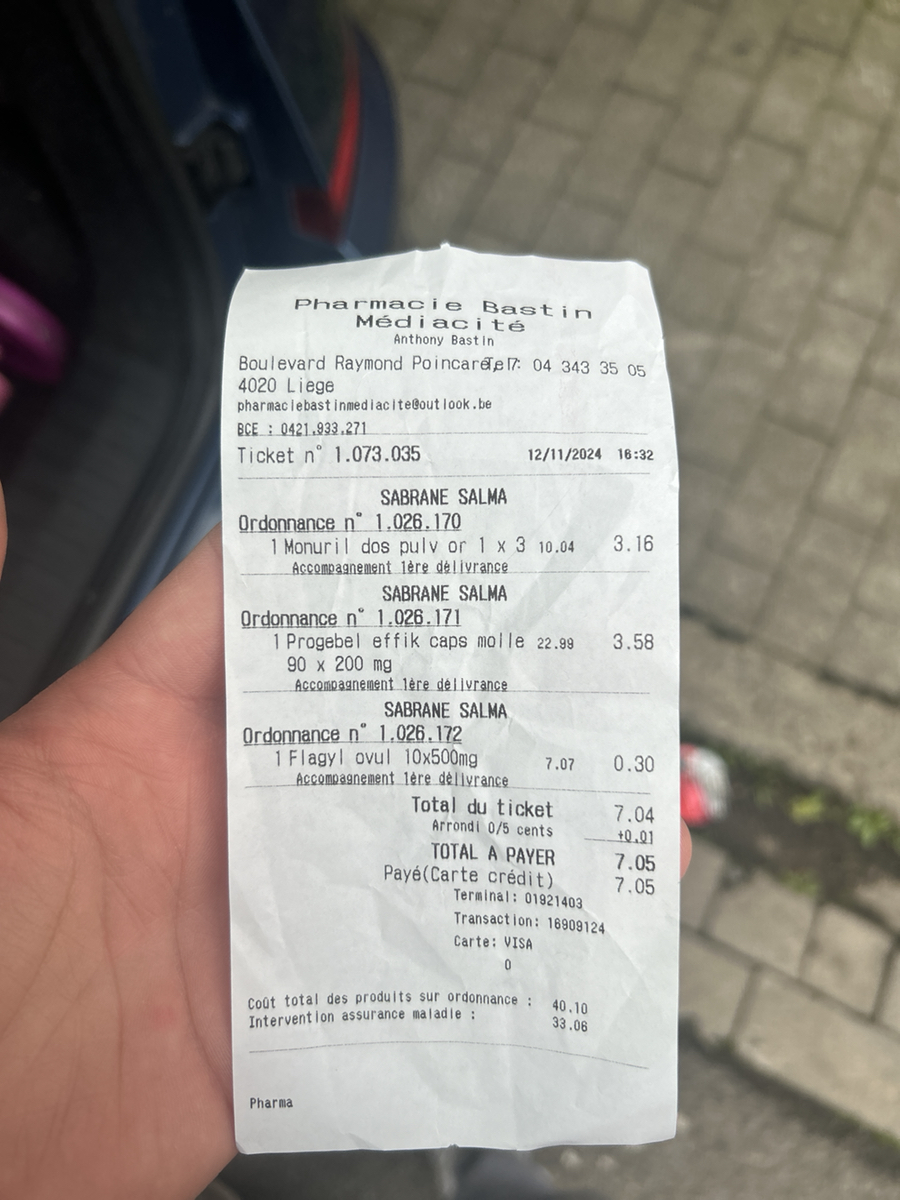 Pharmacie Bastin
Médiacité
Anthony Bastin
Boulevard Raymond Poincaré, 7 Tel: 04 343 35 05
4020 Liege
pharmaciebastinmediacite@outlook.be
BCE : 0421.933.271
Ticket n° 1.073.035 12/11/2024 16:32
SABRANE SALMA
Ordonnance n° 1.026.170
1 Monuril dos pulv or 1 x 3 10.04 3.16
Accompagnement 1ère délivrance
SABRANE SALMA
Ordonnance n° 1.026.171
1 Progebel effik caps molle 22.99 3.58
90 x 200 mg
Accompagnement 1ère délivrance
SABRANE SALMA
Ordonnance n° 1.026.172
1 Flagyl ovul 10x500mg 7.07 0.30
Accompagnement 1ère délivrance
Total du ticket 7.04
Arrondi 0/5 cents +0.01
TOTAL A PAYER 7.05
Payé(Carte crédit) 7.05
Terminal: 01921403
Transaction: 16909124
Carte: VISA
0
Coût total des produits sur ordonnance : 40.10
Intervention assurance maladie : 33.06
Pharma